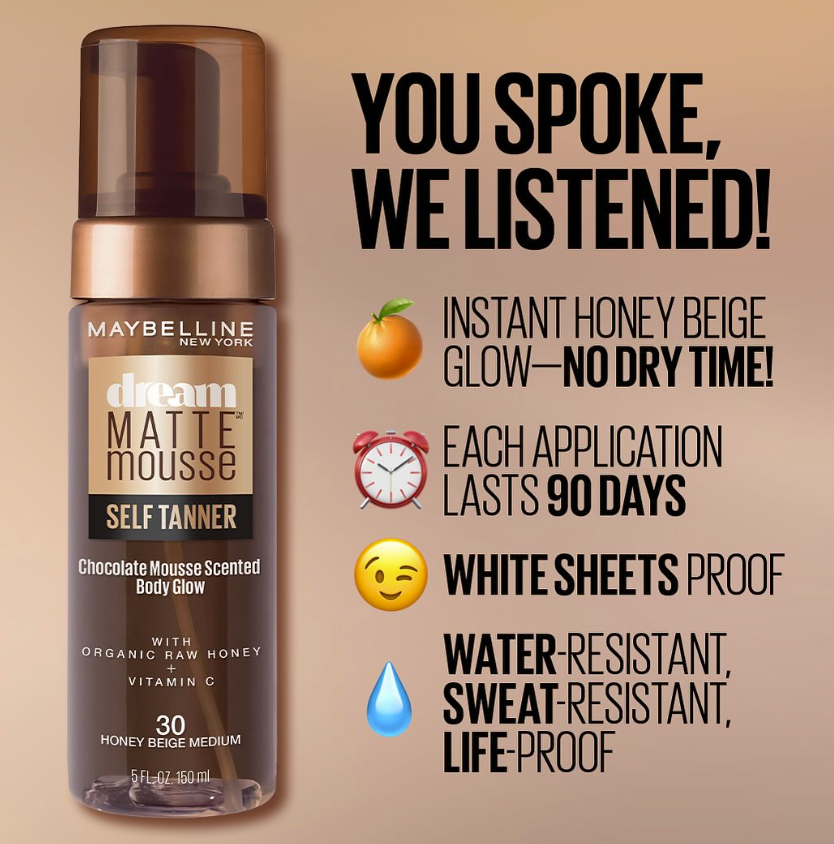 YOU SPOKE,
WE LISTENED!
INSTANT HONEY BEIGE
GLOW—NO DRY TIME!
EACH APPLICATION
LASTS 90 DAYS
WHITE SHEETS PROOF
WATER-RESISTANT,
SWEAT-RESISTANT,
LIFE-PROOF
MAYBELLINE
NEW YORK
dream
MATTE
mousse
SELF TANNER
Chocolate Mousse Scented
Body Glow
WITH
ORGANIC RAW HONEY
+
VITAMIN C
30
HONEY BEIGE MEDIUM
5 FL. OZ. 150 ml